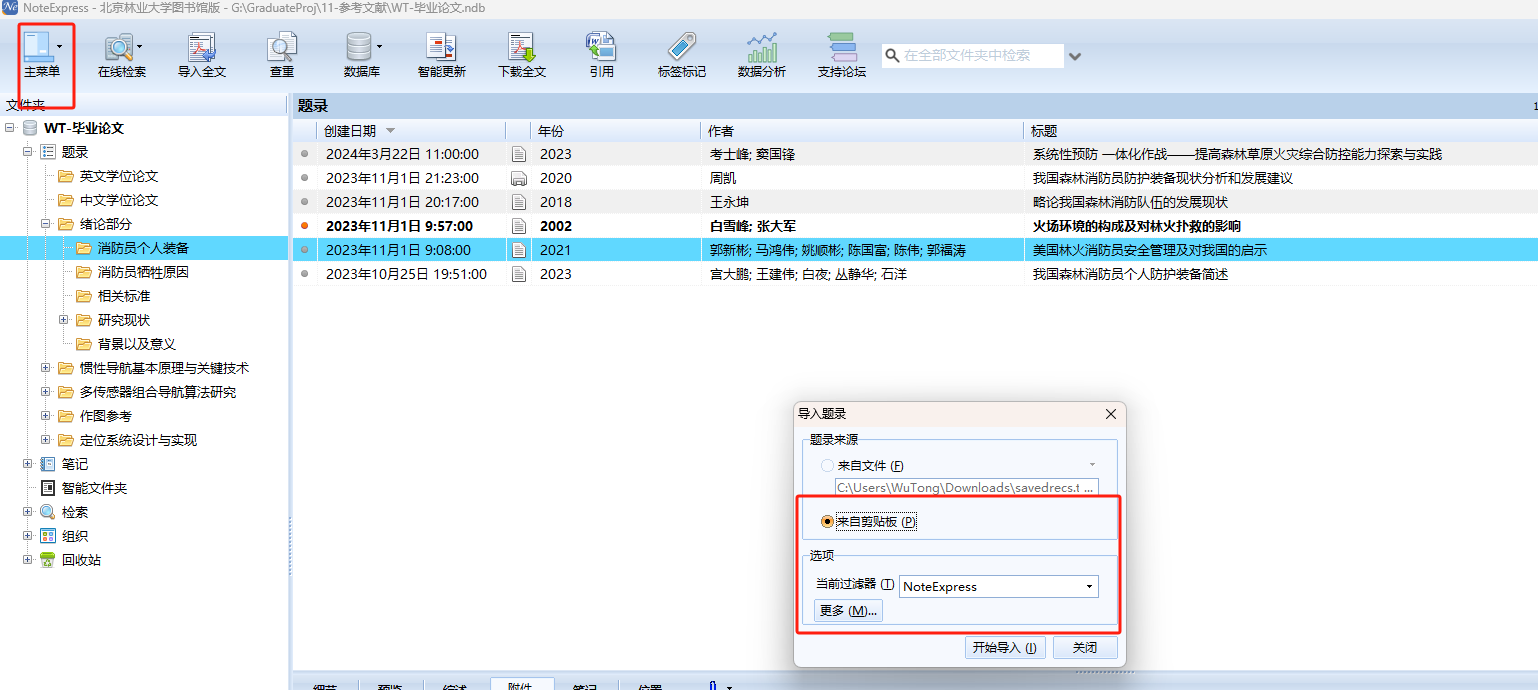 NoteExpress - 北京林业大学图书馆版 - G:\GraduateProj\11-参考文献\WT-毕业论文.ndb
主菜单 在线检索 导入全文 查重 数据库 智能更新 下载全文 引用 标签标记 数据分析 支持论坛 在全部文件夹中检索
文件夹
WT-毕业论文
题录
英文学位论文
中文学位论文
绪论部分
消防员个人装备
消防员牺牲原因
相关标准
研究现状
背景以及意义
惯性导航基本原理与关键技术
多传感器组合导航算法研究
作图参考
定位系统设计与实现
笔记
智能文件夹
检索
组织
回收站
题录
创建日期 年份 作者 标题
2024年3月22日 11:00:00 2023 考士峰; 窦国锋 系统性预防 一体化作战——提高森林草原火灾综合防控能力探索与实践
2023年11月1日 21:23:00 2020 周凯 我国森林消防员防护装备现状分析和发展建议
2023年11月1日 20:17:00 2018 王永坤 略论我国森林消防队伍的发展现状
2023年11月1日 9:57:00 2002 白雪峰; 张大军 火场环境的构成及对林火扑救的影响
2023年11月1日 9:08:00 2021 郭新彬; 马鸿伟; 姚顺彬; 陈国富; 陈伟; 郭福涛 美国林火消防员安全管理及对我国的启示
2023年10月25日 19:51:00 2023 宫大鹏; 王建伟; 白夜; 丛静华; 石洋 我国森林消防员个人防护装备简述
导入题录
题录来源
来自文件 (F)
C:\Users\WuTong\Downloads\savedrecs.t ...
来自剪贴板 (P)
选项
当前过滤器 (T) NoteExpress
更多 (M)...
开始导入 (I) 关闭
细节 预览 综述 附件 笔记 位置